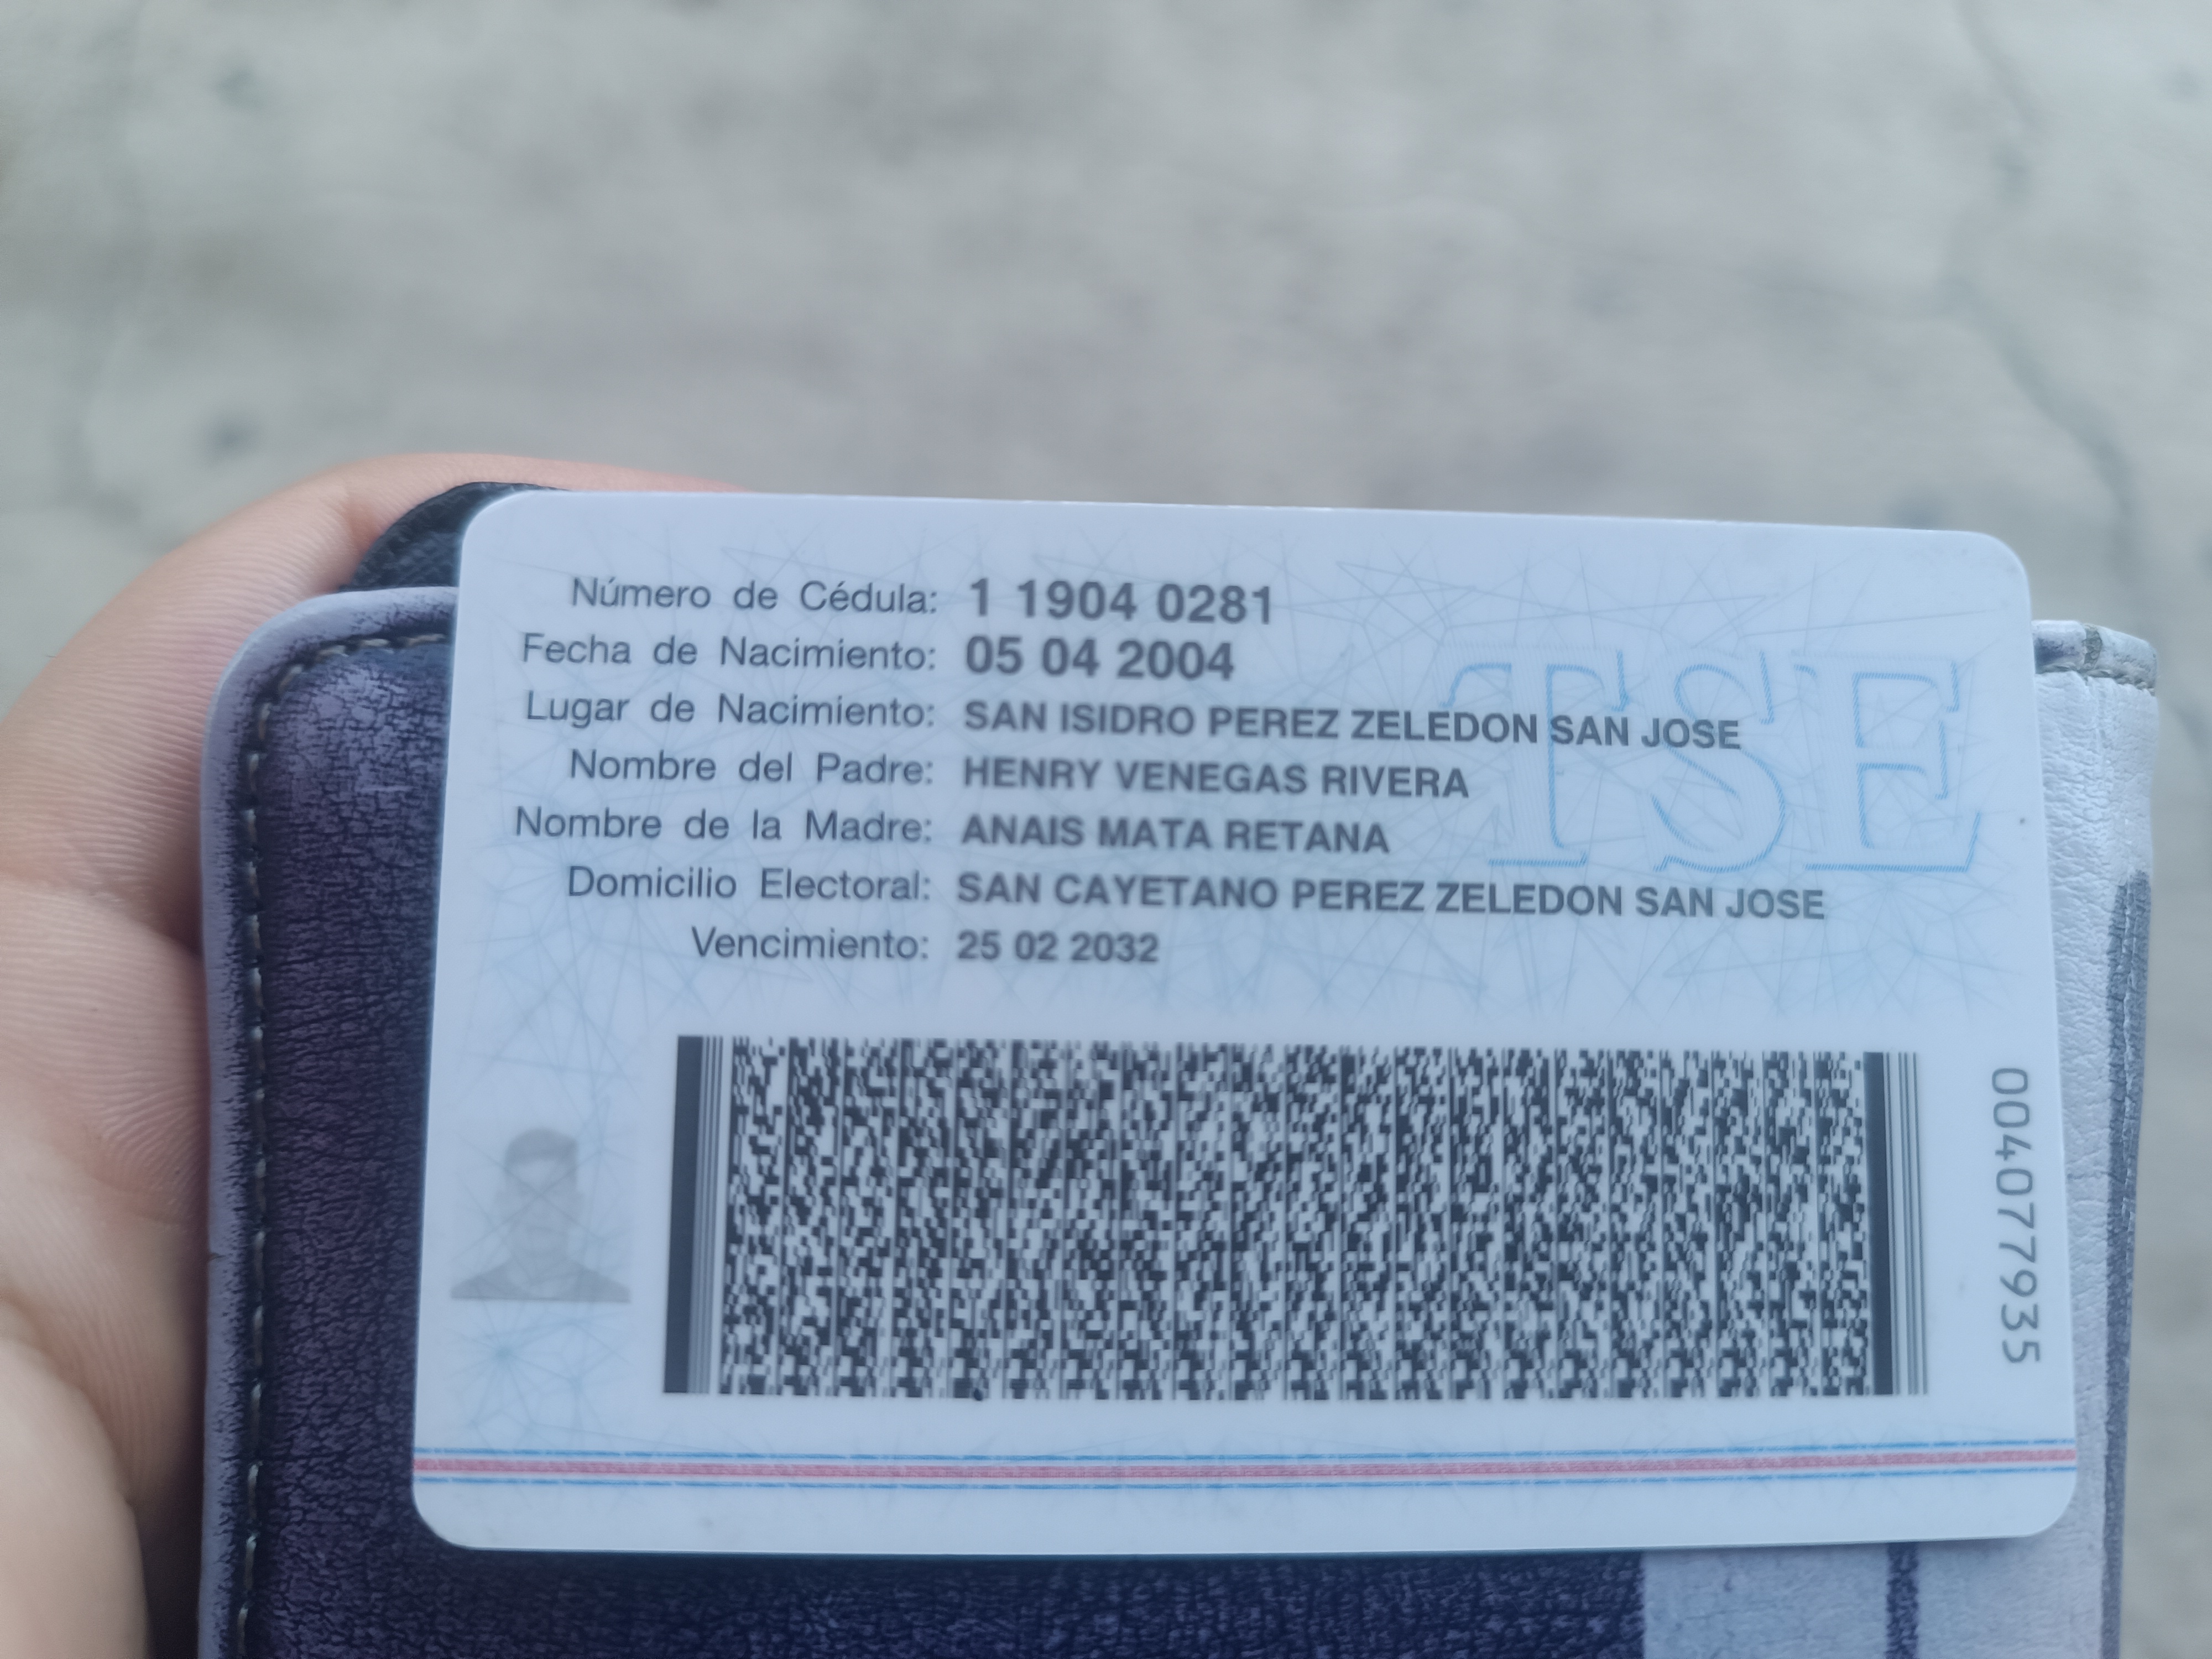 Número de Cédula: 1 1904 0281
Fecha de Nacimiento: 05 04 2004
Lugar de Nacimiento: SAN ISIDRO PEREZ ZELEDON SAN JOSE
Nombre del Padre: HENRY VENEGAS RIVERA
Nombre de la Madre: ANAIS MATA RETANA
Domicilio Electoral: SAN CAYETANO PEREZ ZELEDON SAN JOSE
Vencimiento: 25 02 2032
TSE
004077935